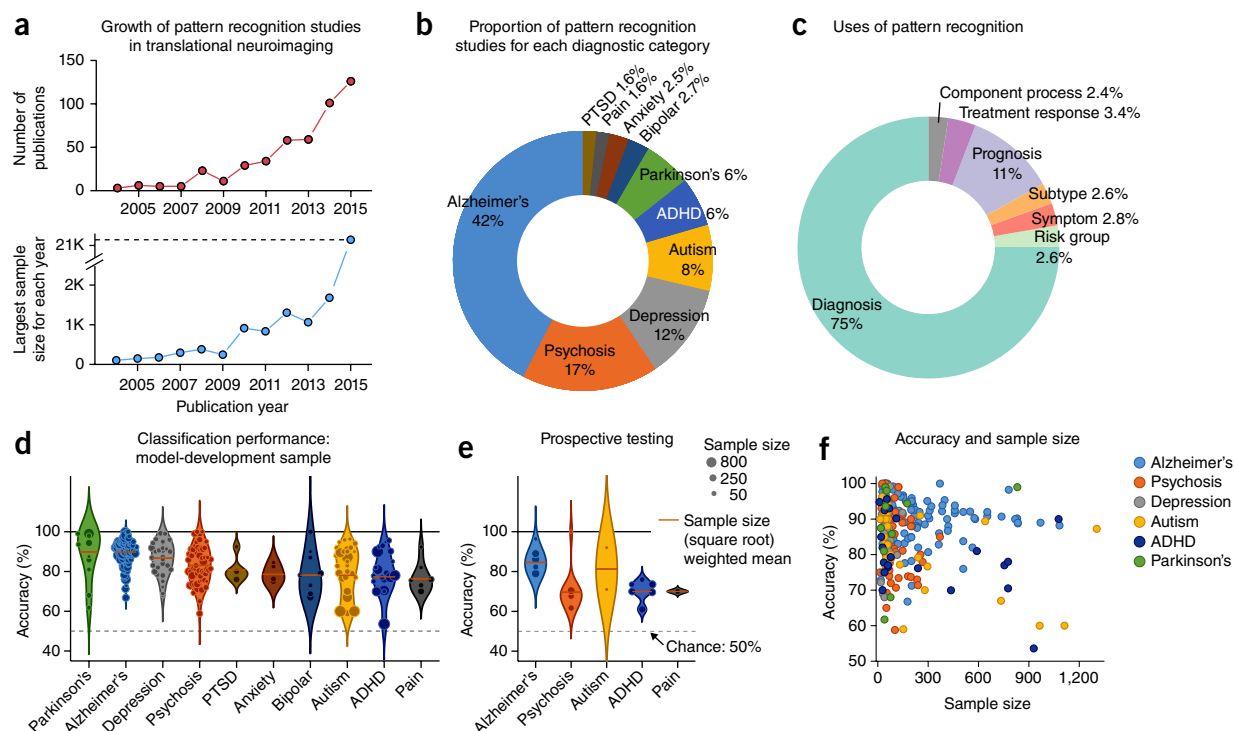 a
Growth of pattern recognition studies
in translational neuroimaging
Number of
publications
150
100
50
0
2005 2007 2009 2011 2013 2015
Largest sample
size for each year
21K
2K
1K
0
2005 2007 2009 2011 2013 2015
Publication year
b
Proportion of pattern recognition
studies for each diagnostic category
PTSD 1.6%
Pain 1.6%
Anxiety 2.5%
Bipolar 2.7%
Parkinson's 6%
ADHD 6%
Autism
8%
Depression
12%
Psychosis
17%
Alzheimer's
42%
c
Uses of pattern recognition
Component process 2.4%
Treatment response 3.4%
Prognosis
11%
Subtype 2.6%
Symptom 2.8%
Risk group
2.6%
Diagnosis
75%
d
Classification performance:
model-development sample
Accuracy (%)
100
80
60
40
Parkinson's
Alzheimer's
Depression
Psychosis
PTSD
Anxiety
Bipolar
Autism
ADHD
Pain
e
Prospective testing
Accuracy (%)
100
80
60
40
Alzheimer's
Psychosis
Autism
ADHD
Pain
Sample size
800
250
50
Sample size
(square root)
weighted mean
Chance: 50%
f
Accuracy and sample size
Accuracy (%)
100
90
80
70
60
50
0 300 600 900 1,200
Sample size
Alzheimer's
Psychosis
Depression
Autism
ADHD
Parkinson's